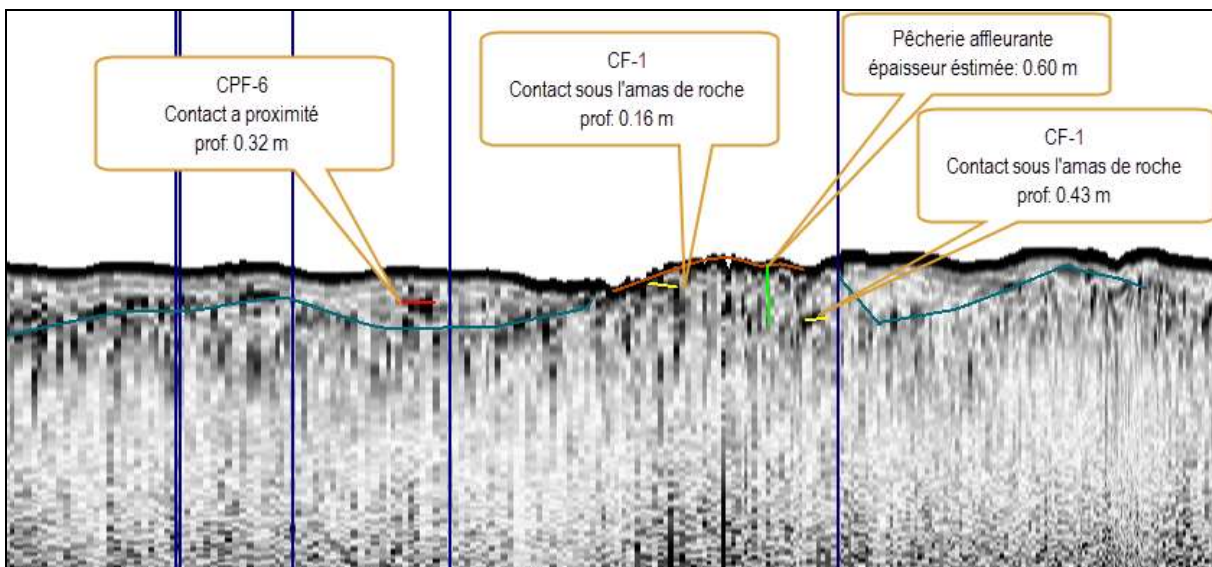 CPF-6
Contact a proximité
prof: 0.32 m
CF-1
Contact sous l'amas de roche
prof: 0.16 m
Pêcherie affleurante
épaisseur éstimée: 0.60 m
CF-1
Contact sous l'amas de roche
prof: 0.43 m